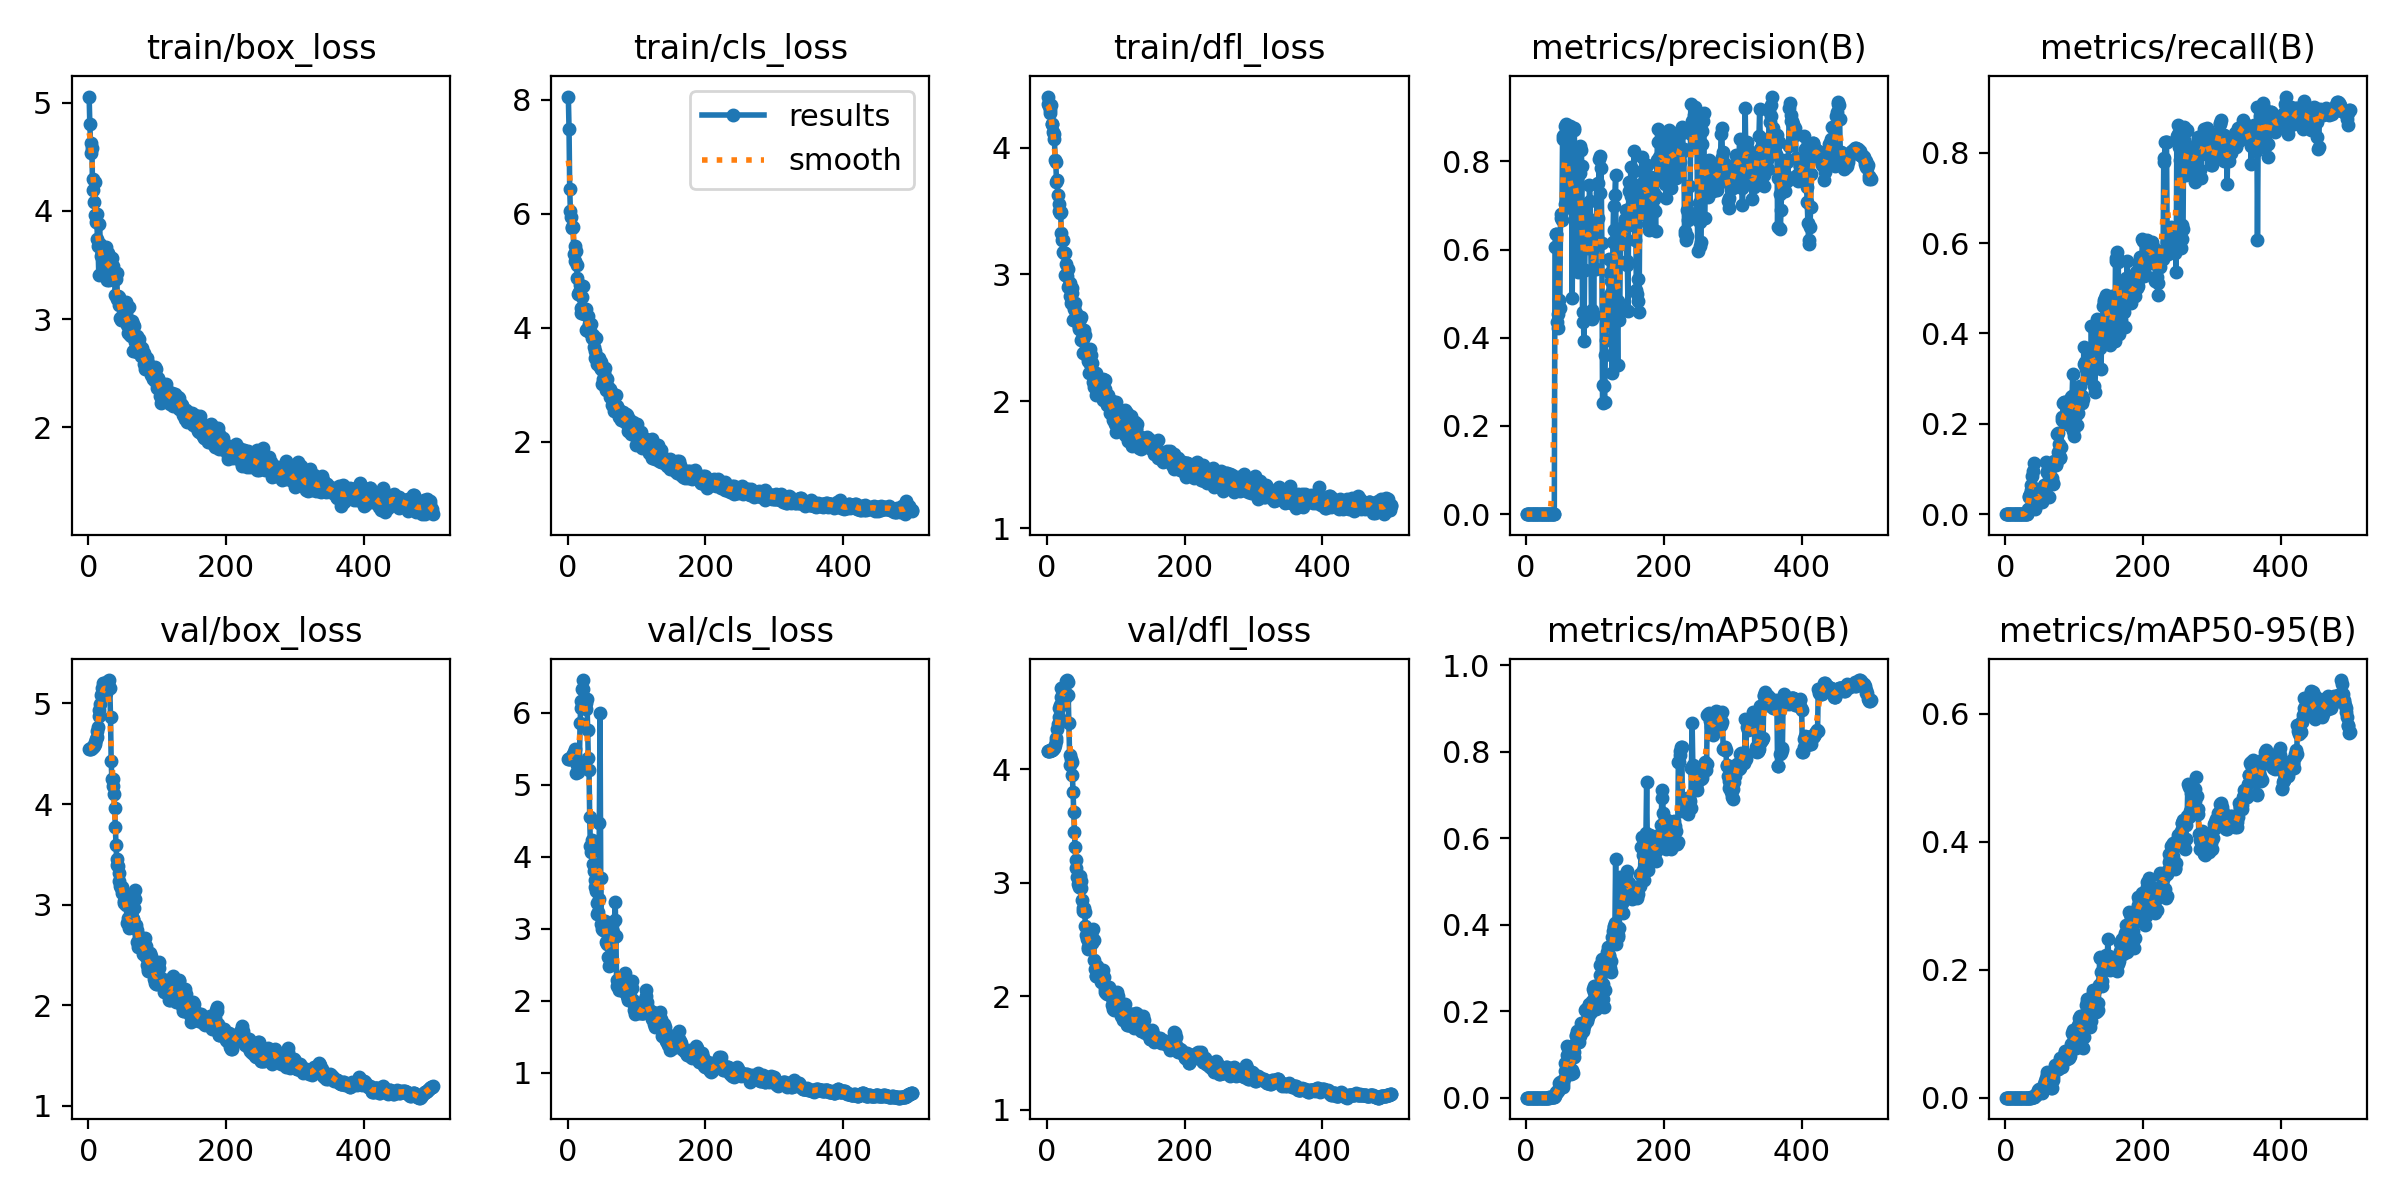 train/box_loss
5
4
3
2
0 200 400
train/cls_loss
8
6
4
2
0 200 400
results
smooth
train/dfl_loss
4
3
2
1
0 200 400
metrics/precision(B)
0.8
0.6
0.4
0.2
0.0
0 200 400
metrics/recall(B)
0.8
0.6
0.4
0.2
0.0
0 200 400
val/box_loss
5
4
3
2
1
0 200 400
val/cls_loss
6
5
4
3
2
1
0 200 400
val/dfl_loss
4
3
2
1
0 200 400
metrics/mAP50(B)
1.0
0.8
0.6
0.4
0.2
0.0
0 200 400
metrics/mAP50-95(B)
0.6
0.4
0.2
0.0
0 200 400